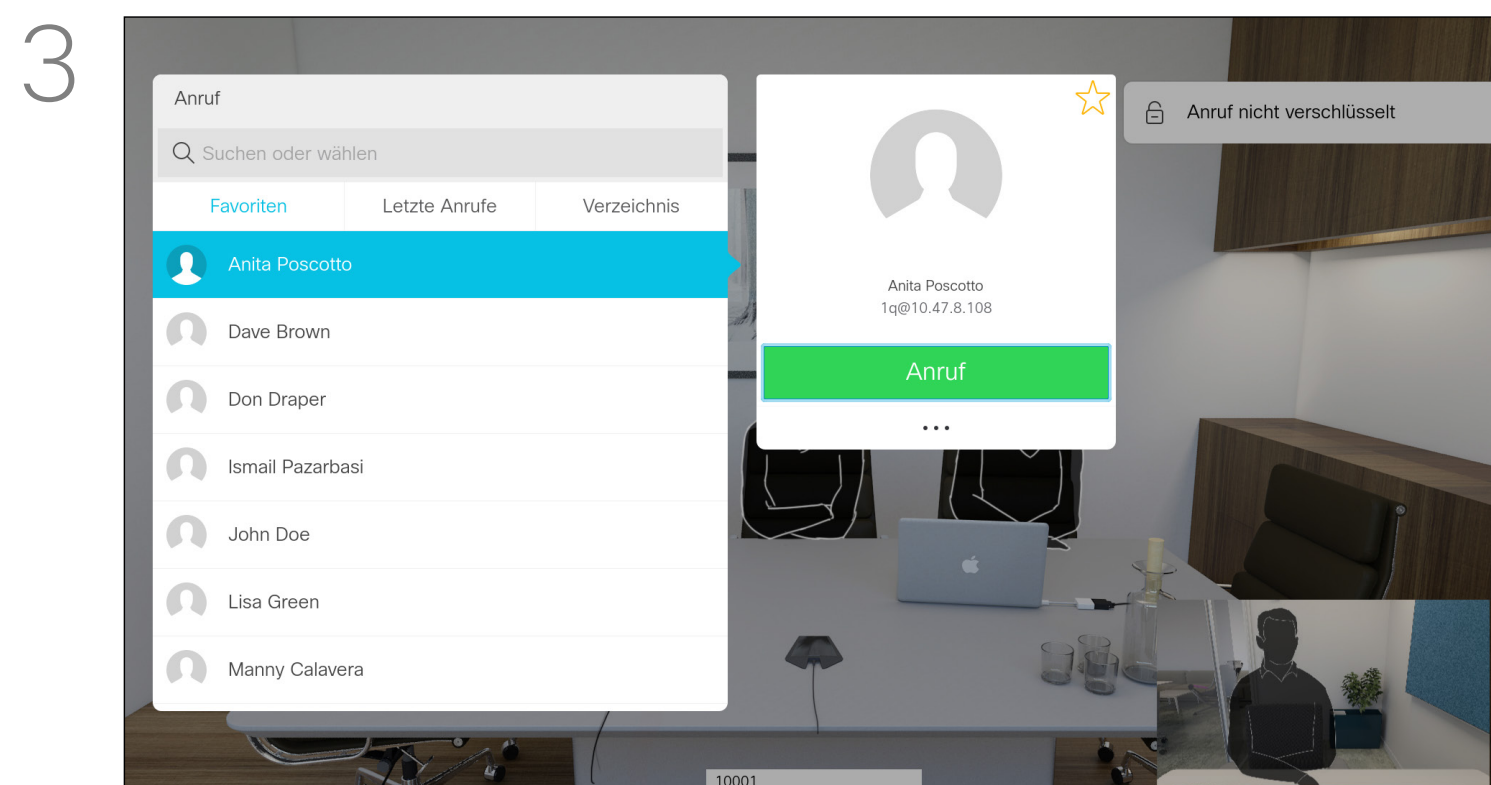 3
Anruf
Suchen oder wählen
Favoriten Letzte Anrufe Verzeichnis
Anita Poscotto
Dave Brown
Don Draper
Ismail Pazarbasi
John Doe
Lisa Green
Manny Calavera
Anita Poscotto
1q@10.47.8.108
Anruf
...
Anruf nicht verschlüsselt
10001